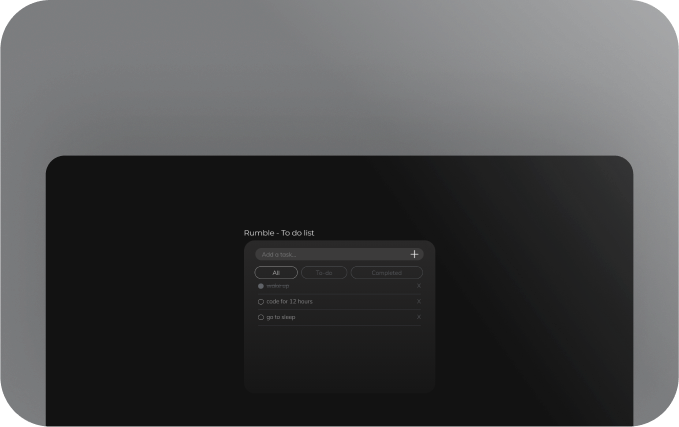 Rumble - To do list
Add a task...
All To-do Completed
wake up x
code for 12 hours x
go to sleep x